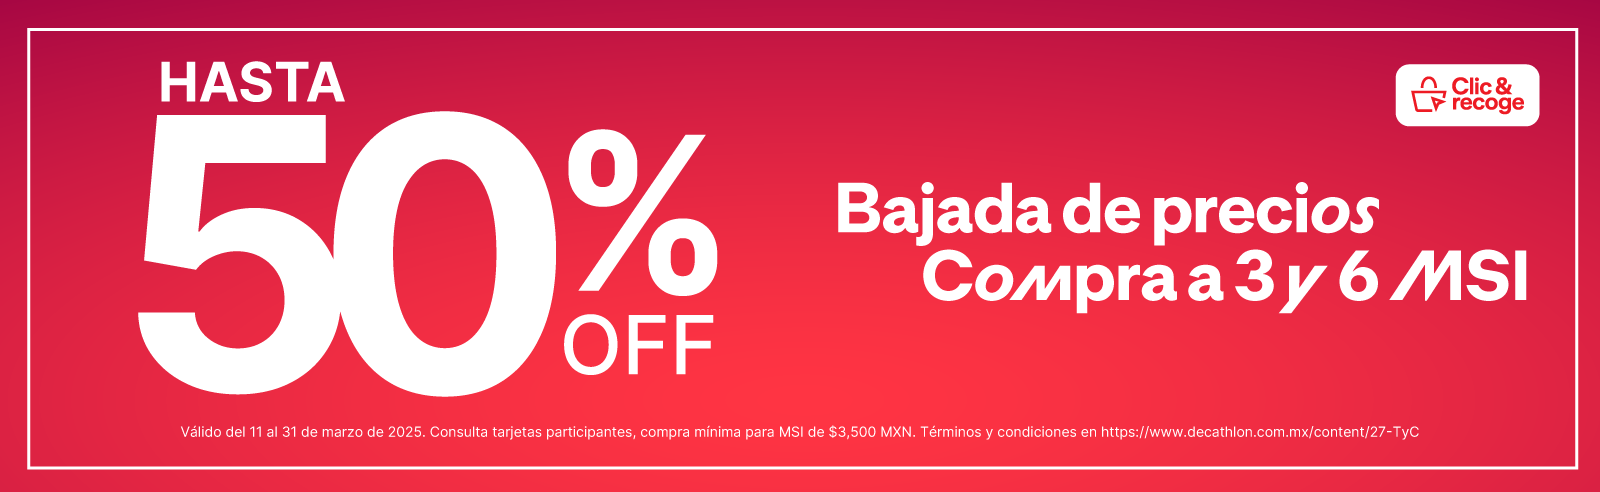 HASTA
50%
OFF
Clic &
recoge
Bajada de precios
Compra a 3 y 6 MSI
Válido del 11 al 31 de marzo de 2025. Consulta tarjetas participantes, compra mínima para MSI de $3,500 MXN. Términos y condiciones en https://www.decathlon.com.mx/content/27-TyC